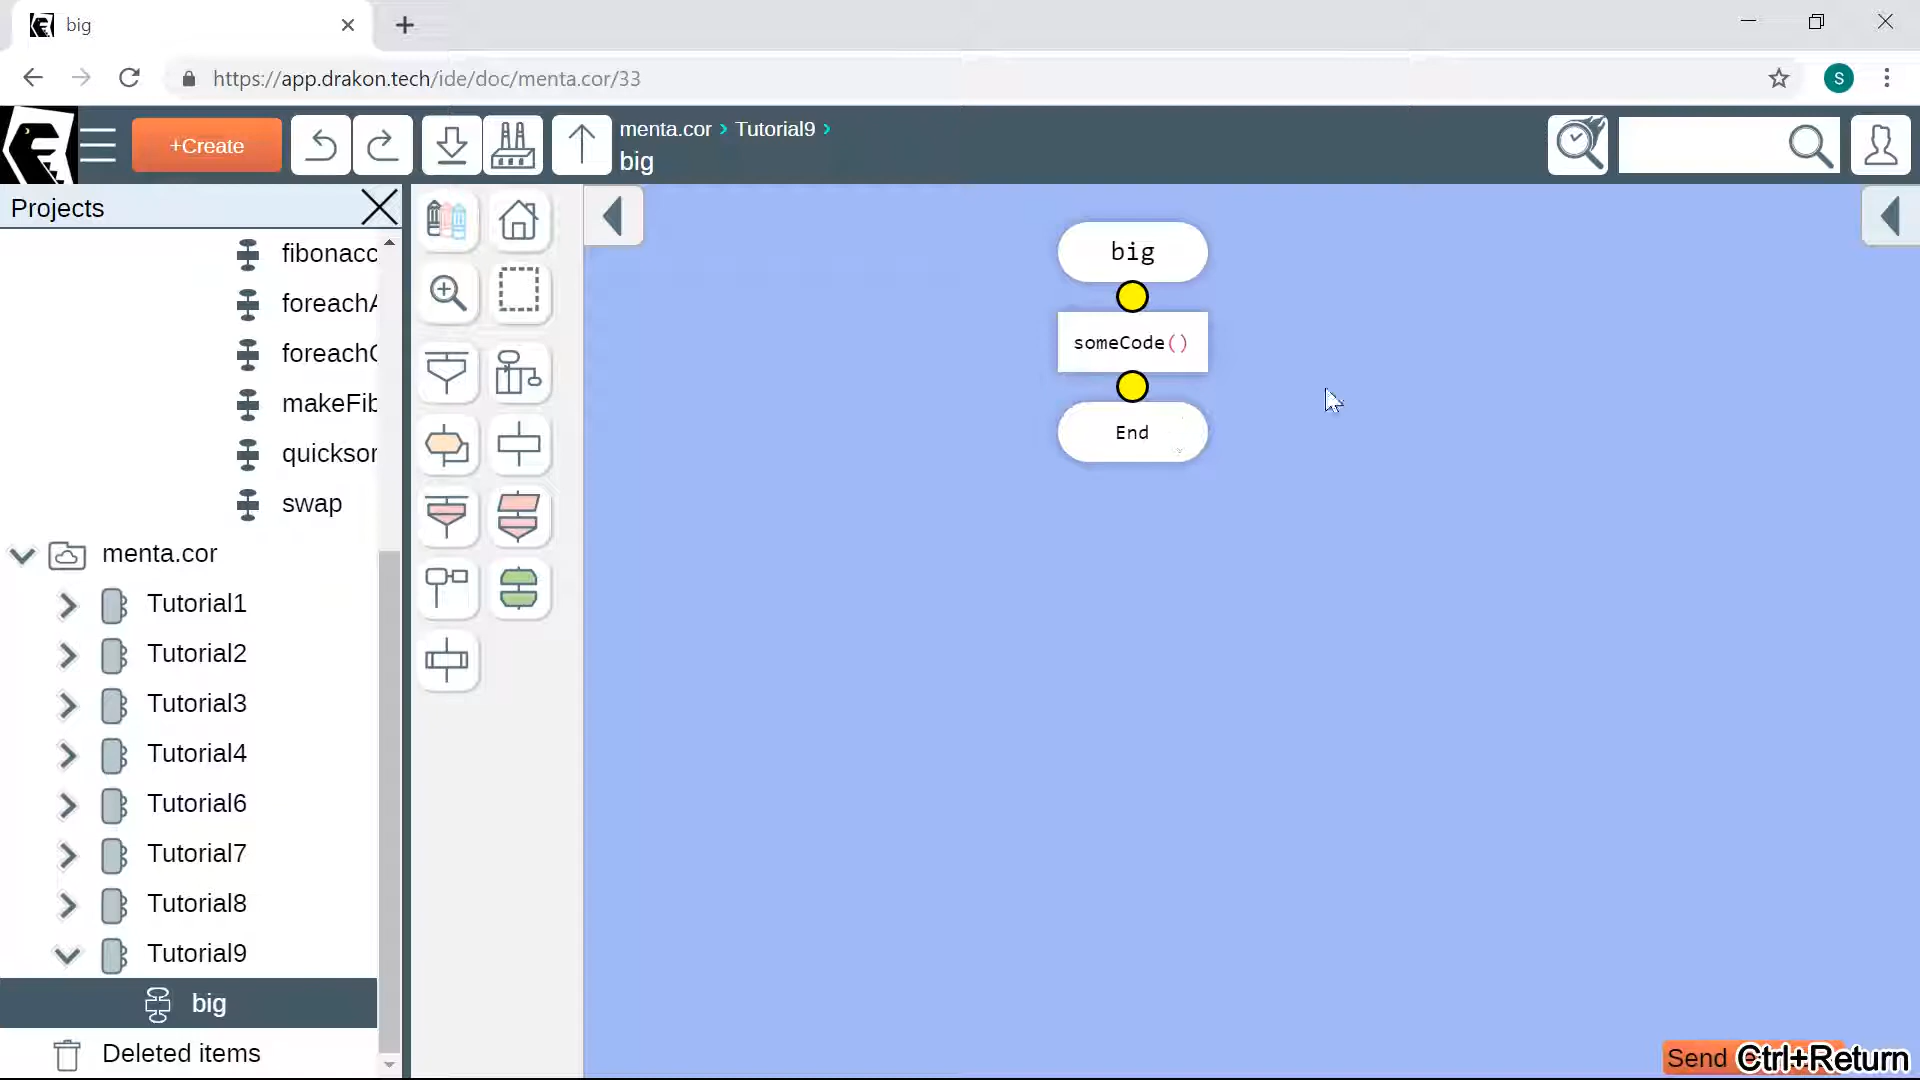 big
https://app.drakon.tech/ide/doc/menta.cor/33
S
+Create
menta.cor › Tutorial9 ›
big
Projects
fibonacc
foreachA
foreach
makeFib
quicksor
swap
menta.cor
Tutorial1
Tutorial2
Tutorial3
Tutorial4
Tutorial6
Tutorial7
Tutorial8
Tutorial9
big
Deleted items
big
someCode()
End
Send
Ctrl+Return